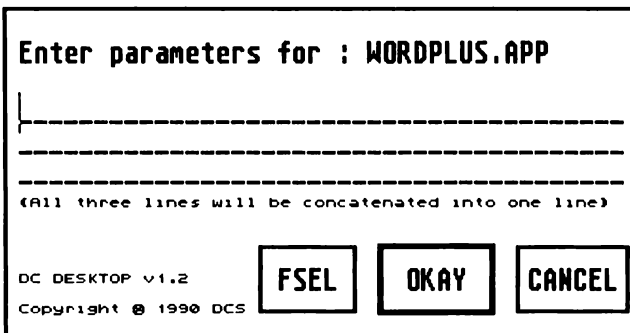 Enter parameters for : WORDPLUS.APP
(All three lines will be concatenated into one line)
DC DESKTOP v1.2
Copyright © 1990 DCS
FSEL
OKAY
CANCEL